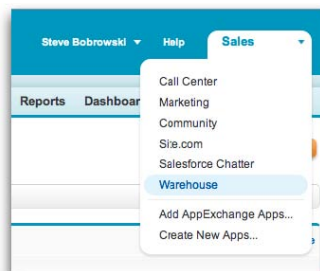 Steve Bobrowski Help Sales
Call Center
Reports Dashboar Marketing
Community
Site.com
Salesforce Chatter
Warehouse
Add AppExchange Apps...
Create New Apps...